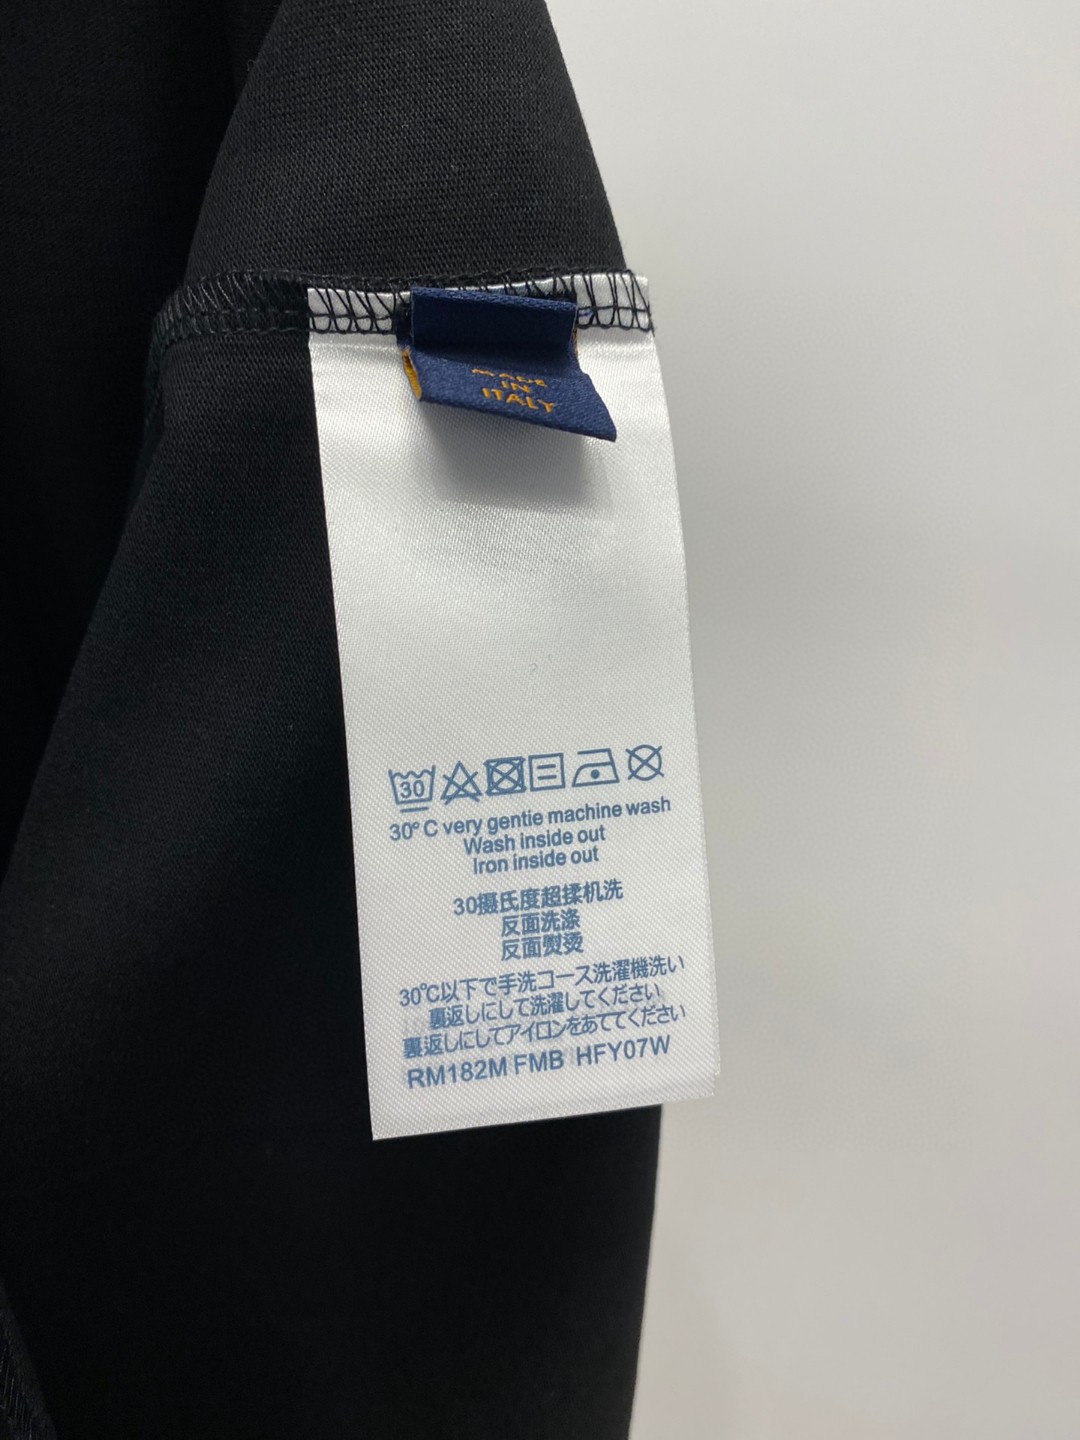 MADE
IN
ITALY
30
30°C very gentie machine wash
Wash inside out
Iron inside out
30摄氏度超揉机洗
反面洗涤
反面熨烫
30℃以下で手洗コース洗濯機洗い
裏返しにして洗濯してください
裏返しにしてアイロンをあててください
RM182M FMB HFY07W